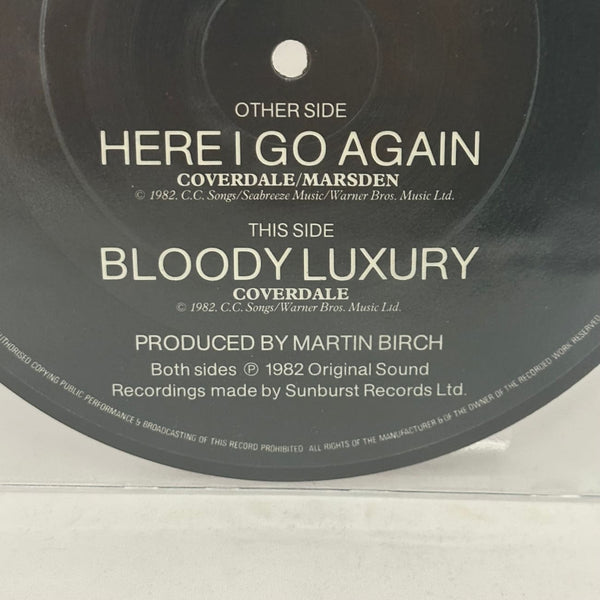 OTHER SIDE
HERE I GO AGAIN
COVERDALE/MARSDEN
© 1982. C.C. Songs/Seabreeze Music/Warner Bros. Music Ltd.
THIS SIDE
BLOODY LUXURY
COVERDALE
© 1982. C.C. Songs/Warner Bros. Music Ltd.
PRODUCED BY MARTIN BIRCH
Both sides ℗ 1982 Original Sound
Recordings made by Sunburst Records Ltd.
AUTHORISED COPYING PUBLIC PERFORMANCE & BROADCASTING OF THIS RECORD PROHIBITED ALL RIGHTS OF THE MANUFACTURER & OF THE OWNER OF THE RECORDED WORK RESERVED